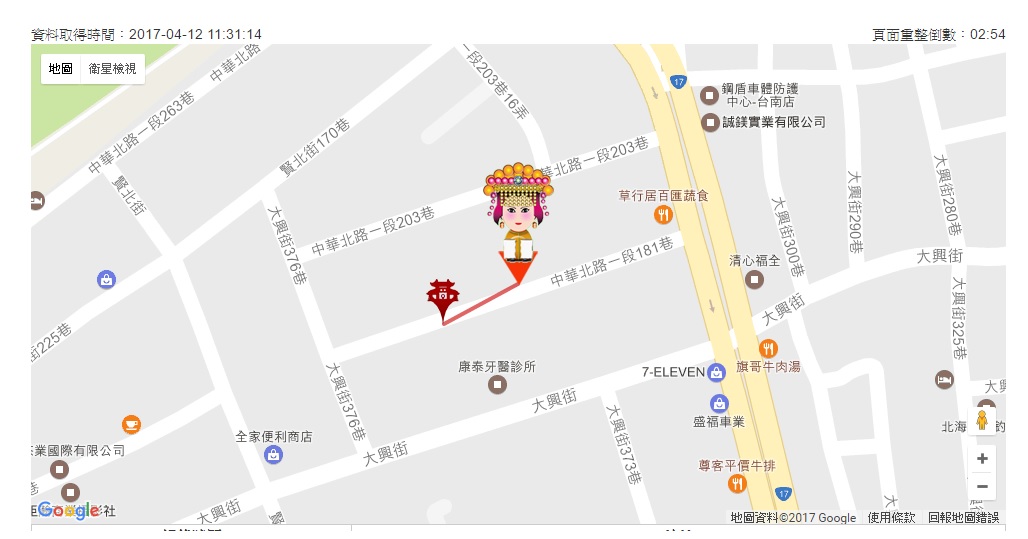 資料取得時間：2017-04-12 11:31:14
頁面重整倒數：02:54
地圖
衛星檢視
中華北路
中華北路一段263巷
賢北街170巷
賢北街
一段203巷16弄
中華北路一段203巷
中華北路一段203巷
17
鋼盾車體防護
中心-台南店
誠鎂實業有限公司
草行居百匯蔬食
大興街376巷
中華北路一段181巷
大興街300巷
大興街290巷
大興街280巷
大興街
清心福全
大興街
大興街325巷
街225巷
康泰牙醫診所
7-ELEVEN
旗哥牛肉湯
大興街376巷
大興街
盛福車業
大興街373巷
全家便利商店
大興街
業國際有限公司
尊客平價牛排
17
北海
Google
社
大興街
賢
地圖資料©2017 Google
使用條款
回報地圖錯誤